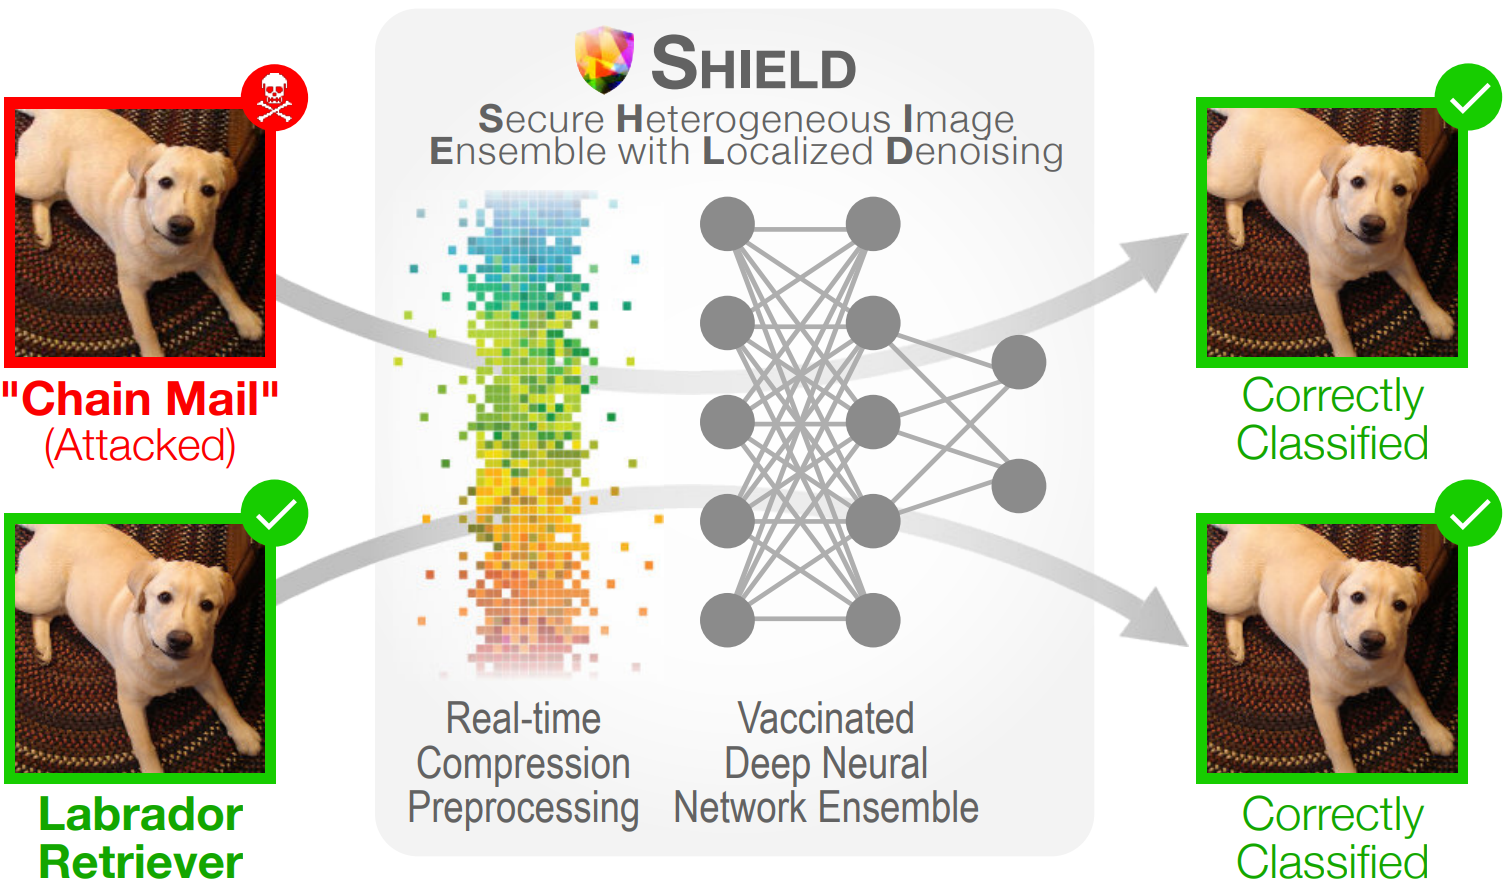 SHIELD
Secure Heterogeneous Image
Ensemble with Localized Denoising
"Chain Mail"
(Attacked)
Labrador
Retriever
Real-time
Compression
Preprocessing
Vaccinated
Deep Neural
Network Ensemble
Correctly
Classified
Correctly
Classified